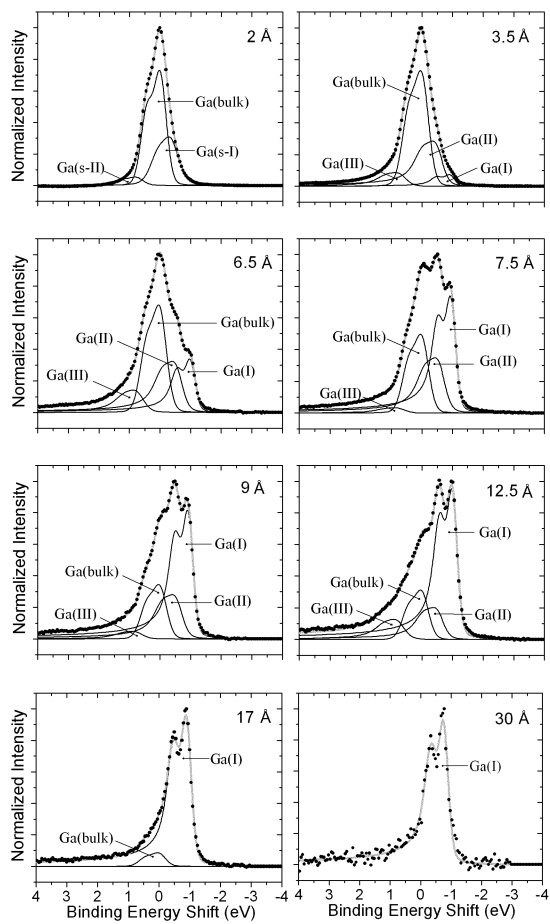 Normalized Intensity
2 Å
Ga(bulk)
Ga(s-I)
Ga(s-II)
3.5 Å
Ga(bulk)
Ga(II)
Ga(III)
Ga(I)
Normalized Intensity
6.5 Å
Ga(bulk)
Ga(II)
Ga(I)
Ga(III)
7.5 Å
Ga(I)
Ga(bulk)
Ga(II)
Ga(III)
Normalized Intensity
9 Å
Ga(I)
Ga(bulk)
Ga(II)
Ga(III)
12.5 Å
Ga(I)
Ga(bulk)
Ga(III)
Ga(II)
Normalized Intensity
17 Å
Ga(I)
Ga(bulk)
30 Å
Ga(I)
4 3 2 1 0 -1 -2 -3 -4
4 3 2 1 0 -1 -2 -3 -4
Binding Energy Shift (eV)
Binding Energy Shift (eV)